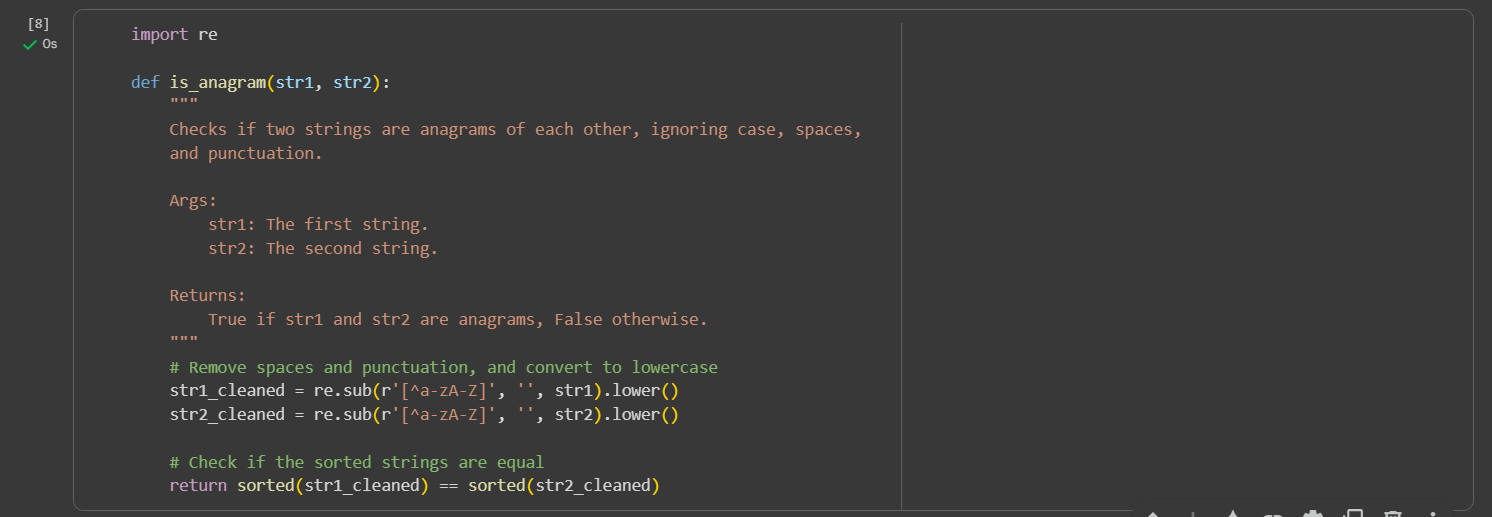 [8]
0s
import re
def is_anagram(str1, str2):
"""
Checks if two strings are anagrams of each other, ignoring case, spaces,
and punctuation.
Args:
str1: The first string.
str2: The second string.
Returns:
True if str1 and str2 are anagrams, False otherwise.
"""
# Remove spaces and punctuation, and convert to lowercase
str1_cleaned = re.sub(r'[^a-zA-Z]', '', str1).lower()
str2_cleaned = re.sub(r'[^a-zA-Z]', '', str2).lower()
# Check if the sorted strings are equal
return sorted(str1_cleaned) == sorted(str2_cleaned)